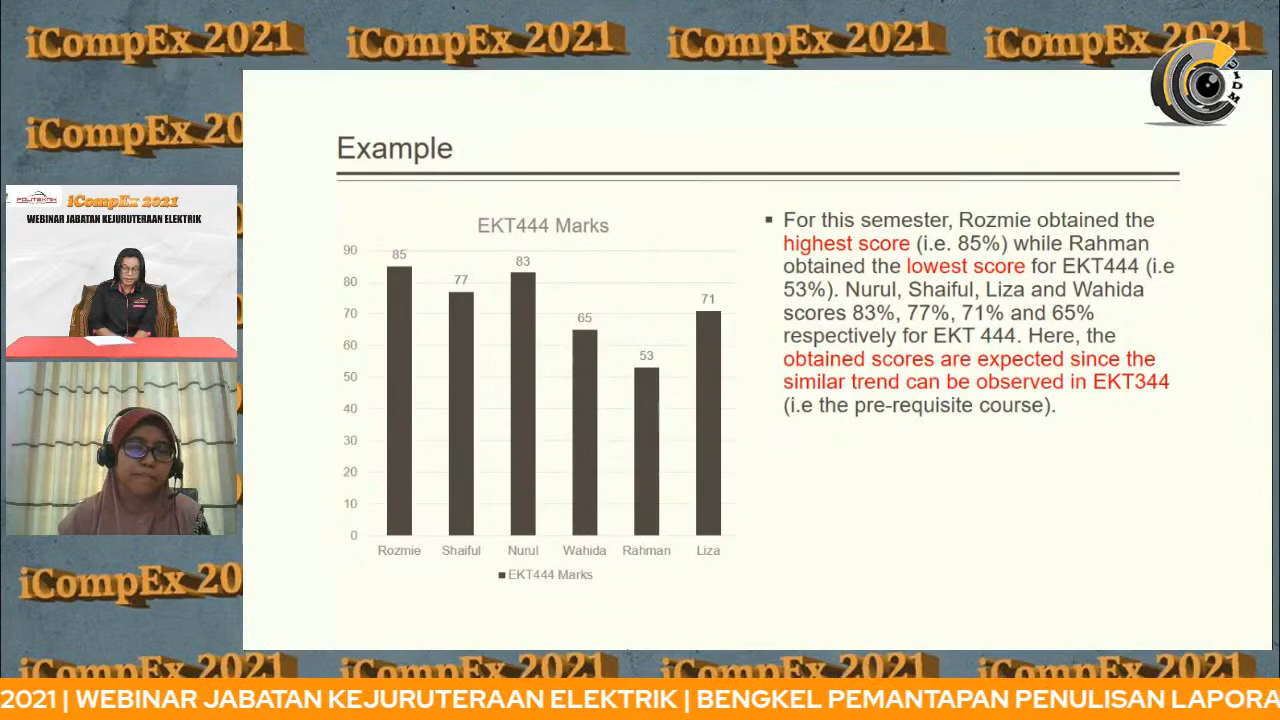 iCompEx 2021
iCompEx 2021
iCompEx 2021
iCompEx 2021
iCompEx 20
UIDM
POLITEKNIK
iCompEx 2021
WEBINAR JABATAN KEJURUTERAAN ELEKTRIK
Example
EKT444 Marks
90
80
70
60
50
40
30
20
10
0
85
77
83
65
53
71
Rozmie
Shaiful
Nurul
Wahida
Rahman
Liza
EKT444 Marks
For this semester, Rozmie obtained the
highest score (i.e. 85%) while Rahman
obtained the lowest score for EKT444 (i.e
53%). Nurul, Shaiful, Liza and Wahida
scores 83%, 77%, 71% and 65%
respectively for EKT 444. Here, the
obtained scores are expected since the
similar trend can be observed in EKT344
(i.e the pre-requisite course).
iCompEx 20
iCompEx 2021
iCompEx 2021
iCompEx 2021
iCompEx 2021
2021 | WEBINAR JABATAN KEJURUTERAAN ELEKTRIK | BENGKEL PEMANTAPAN PENULISAN LAPORA